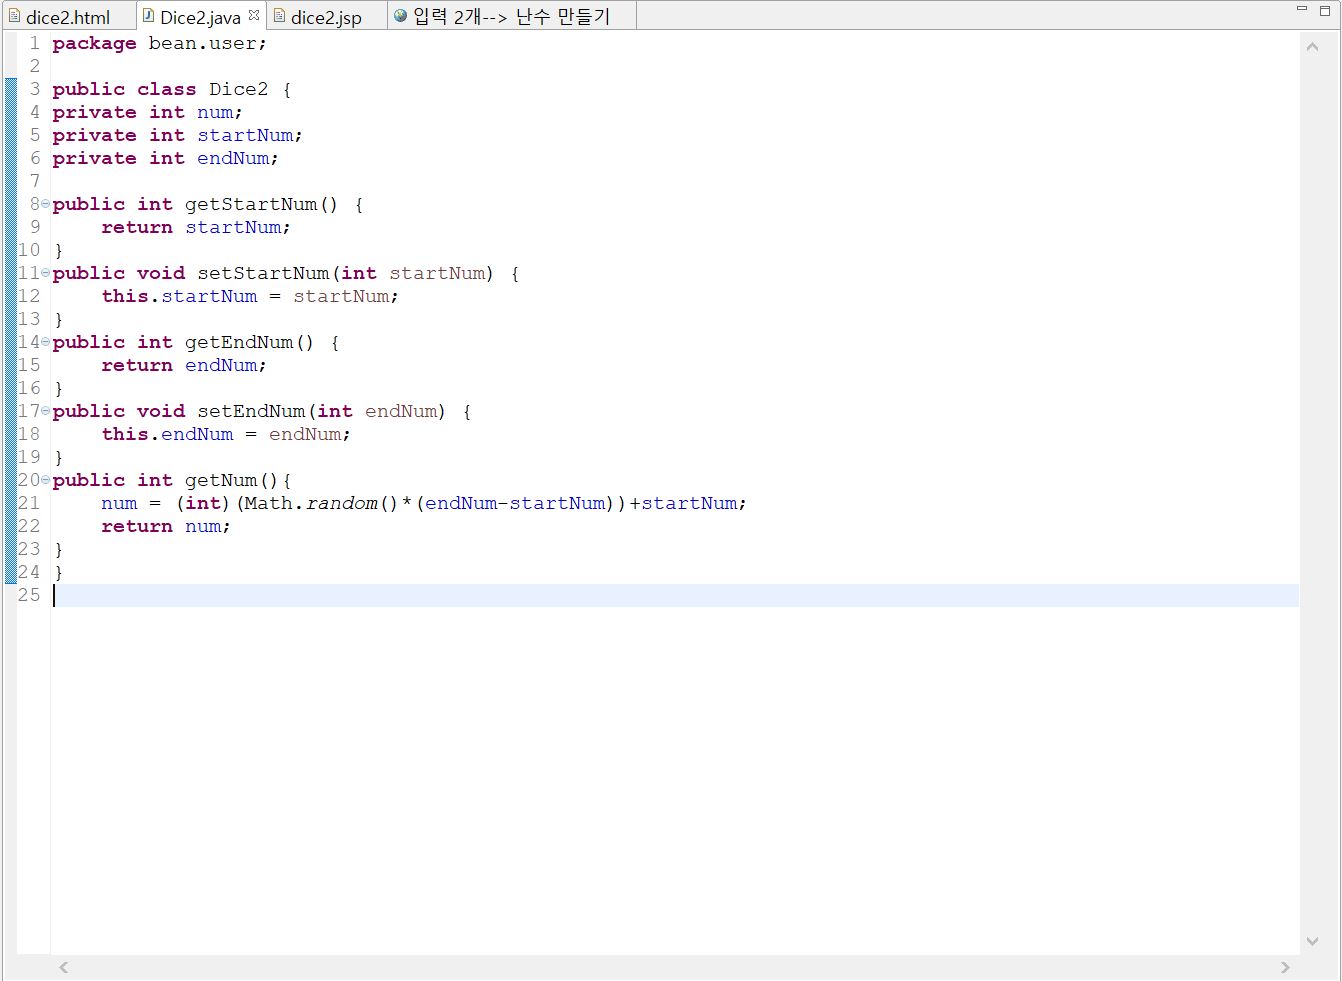 dice2.html Dice2.java dice2.jsp 입력 2개--> 난수 만들기
1 package bean.user;
2
3 public class Dice2 {
4 private int num;
5 private int startNum;
6 private int endNum;
7
8 public int getStartNum() {
9     return startNum;
10 }
11 public void setStartNum(int startNum) {
12     this.startNum = startNum;
13 }
14 public int getEndNum() {
15     return endNum;
16 }
17 public void setEndNum(int endNum) {
18     this.endNum = endNum;
19 }
20 public int getNum(){
21     num = (int)(Math.random()*(endNum-startNum))+startNum;
22     return num;
23 }
24 }
25